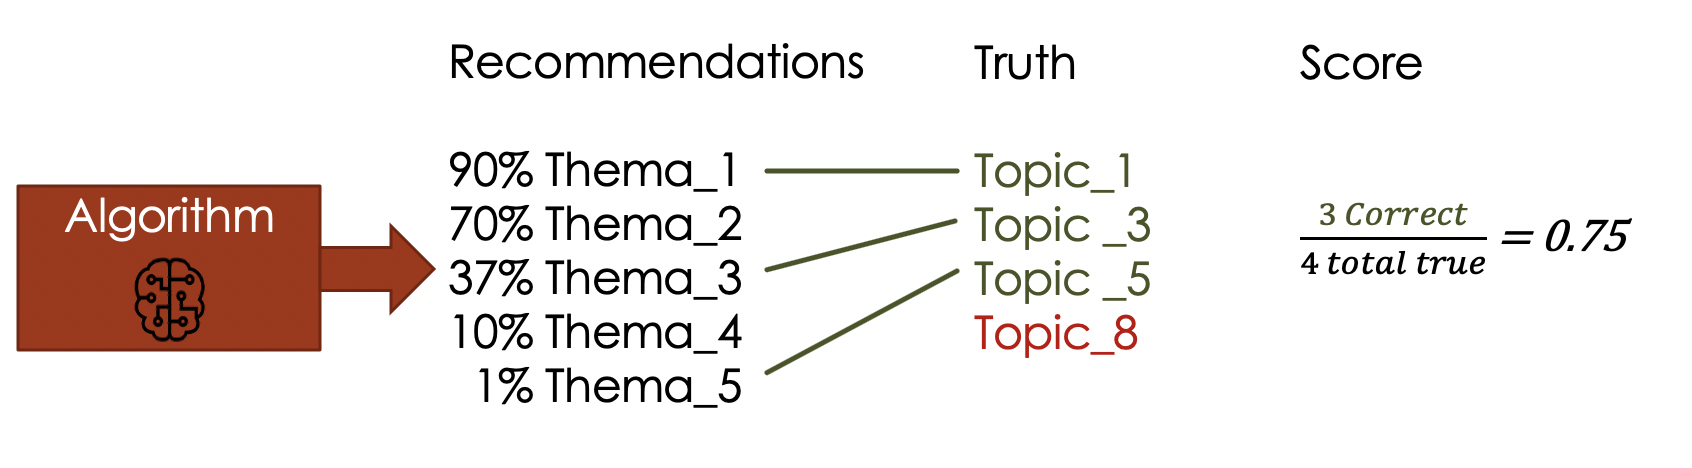 Recommendations Truth Score
Algorithm
90% Thema_1
70% Thema_2
37% Thema_3
10% Thema_4
1% Thema_5
Topic_1
Topic _3
Topic _5
Topic_8
3 Correct
4 total true
= 0.75